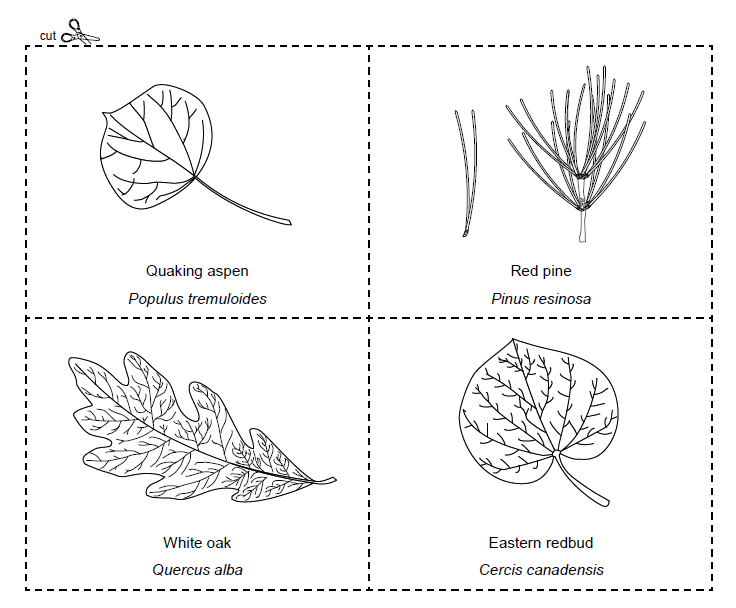 cut
Quaking aspen
Populus tremuloides
Red pine
Pinus resinosa
White oak
Quercus alba
Eastern redbud
Cercis canadensis